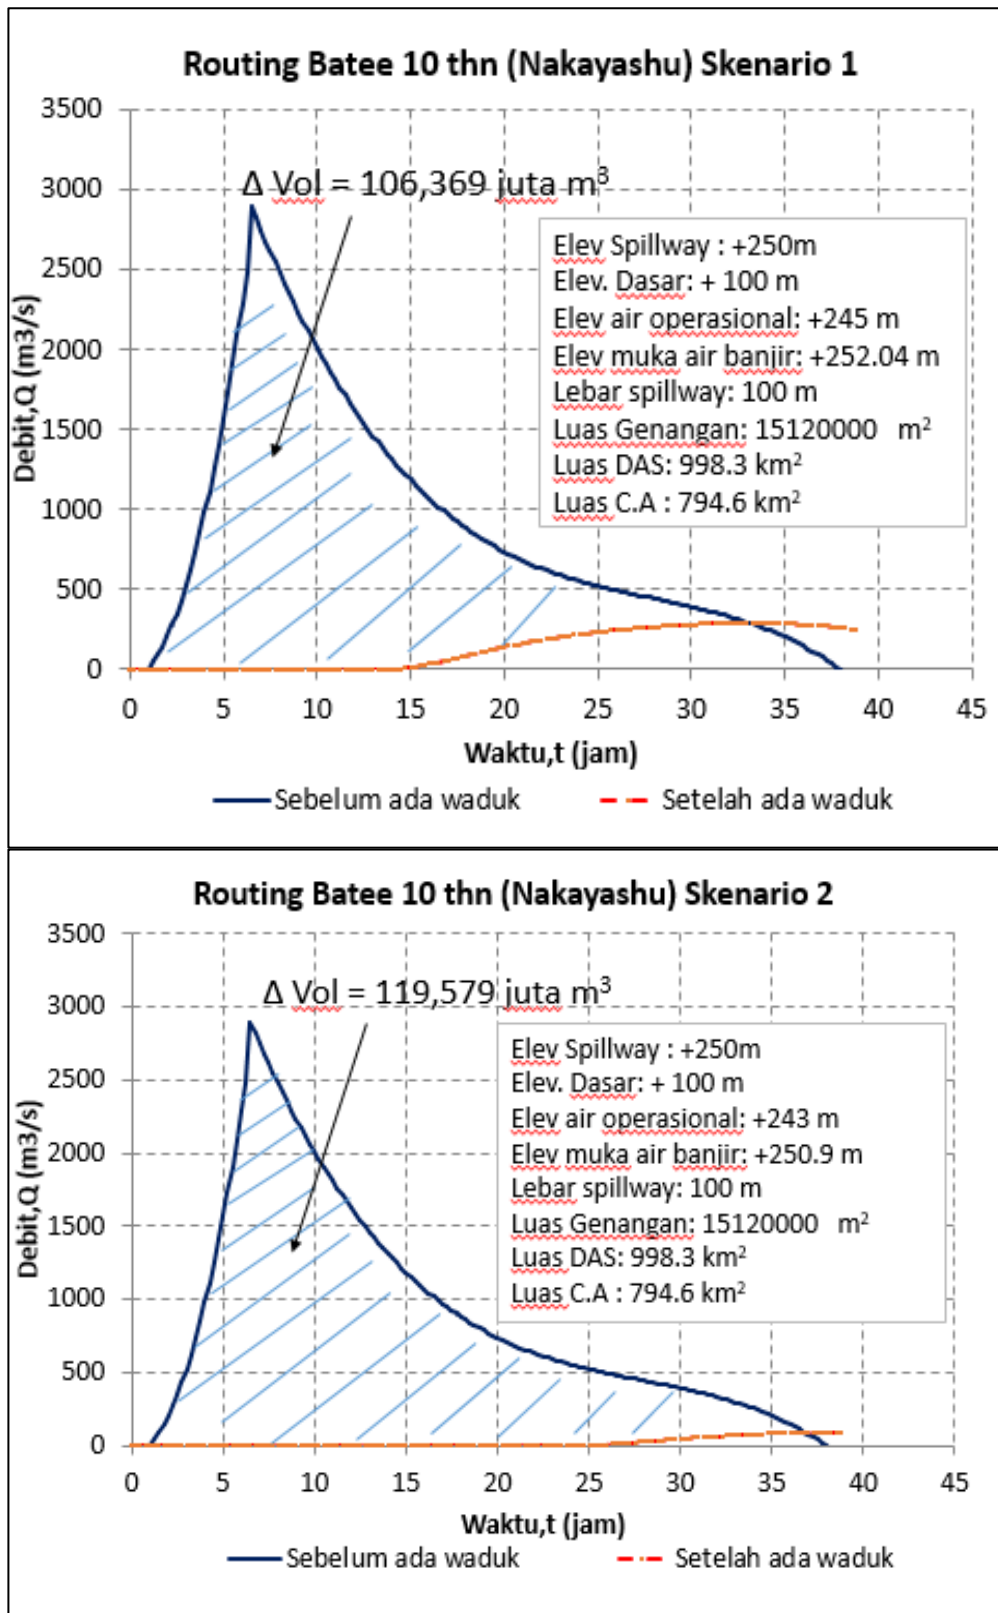 Routing Batee 10 thn (Nakayashu) Skenario 1
3500
3000
2500
2000
1500
1000
500
0
Debit,Q (m3/s)
Δ Vol = 106,369 juta m³
Elev Spillway : +250m
Elev. Dasar: + 100 m
Elev air operasional: +245 m
Elev muka air banjir: +252.04 m
Lebar spillway: 100 m
Luas Genangan: 15120000 m²
Luas DAS: 998.3 km²
Luas C.A : 794.6 km²
0 5 10 15 20 25 30 35 40 45
Waktu,t (jam)
Sebelum ada waduk Setelah ada waduk
Routing Batee 10 thn (Nakayashu) Skenario 2
3500
3000
2500
2000
1500
1000
500
0
Debit,Q (m3/s)
Δ Vol = 119,579 juta m³
Elev Spillway : +250m
Elev. Dasar: + 100 m
Elev air operasional: +243 m
Elev muka air banjir: +250.9 m
Lebar spillway: 100 m
Luas Genangan: 15120000 m²
Luas DAS: 998.3 km²
Luas C.A : 794.6 km²
0 5 10 15 20 25 30 35 40 45
Waktu,t (jam)
Sebelum ada waduk Setelah ada waduk